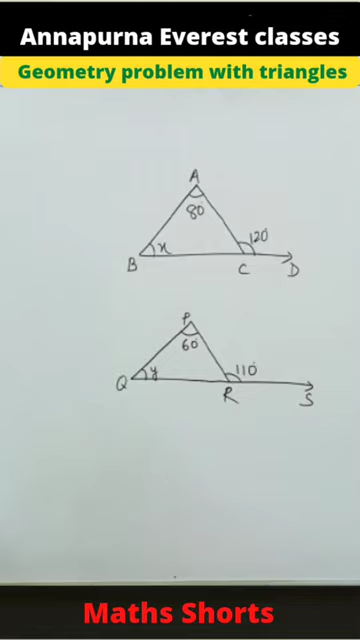 Annapurna Everest classes
Geometry problem with triangles
A
80°
x
120°
B
C
D
P
60°
y
110°
Q
R
S
Maths Shorts